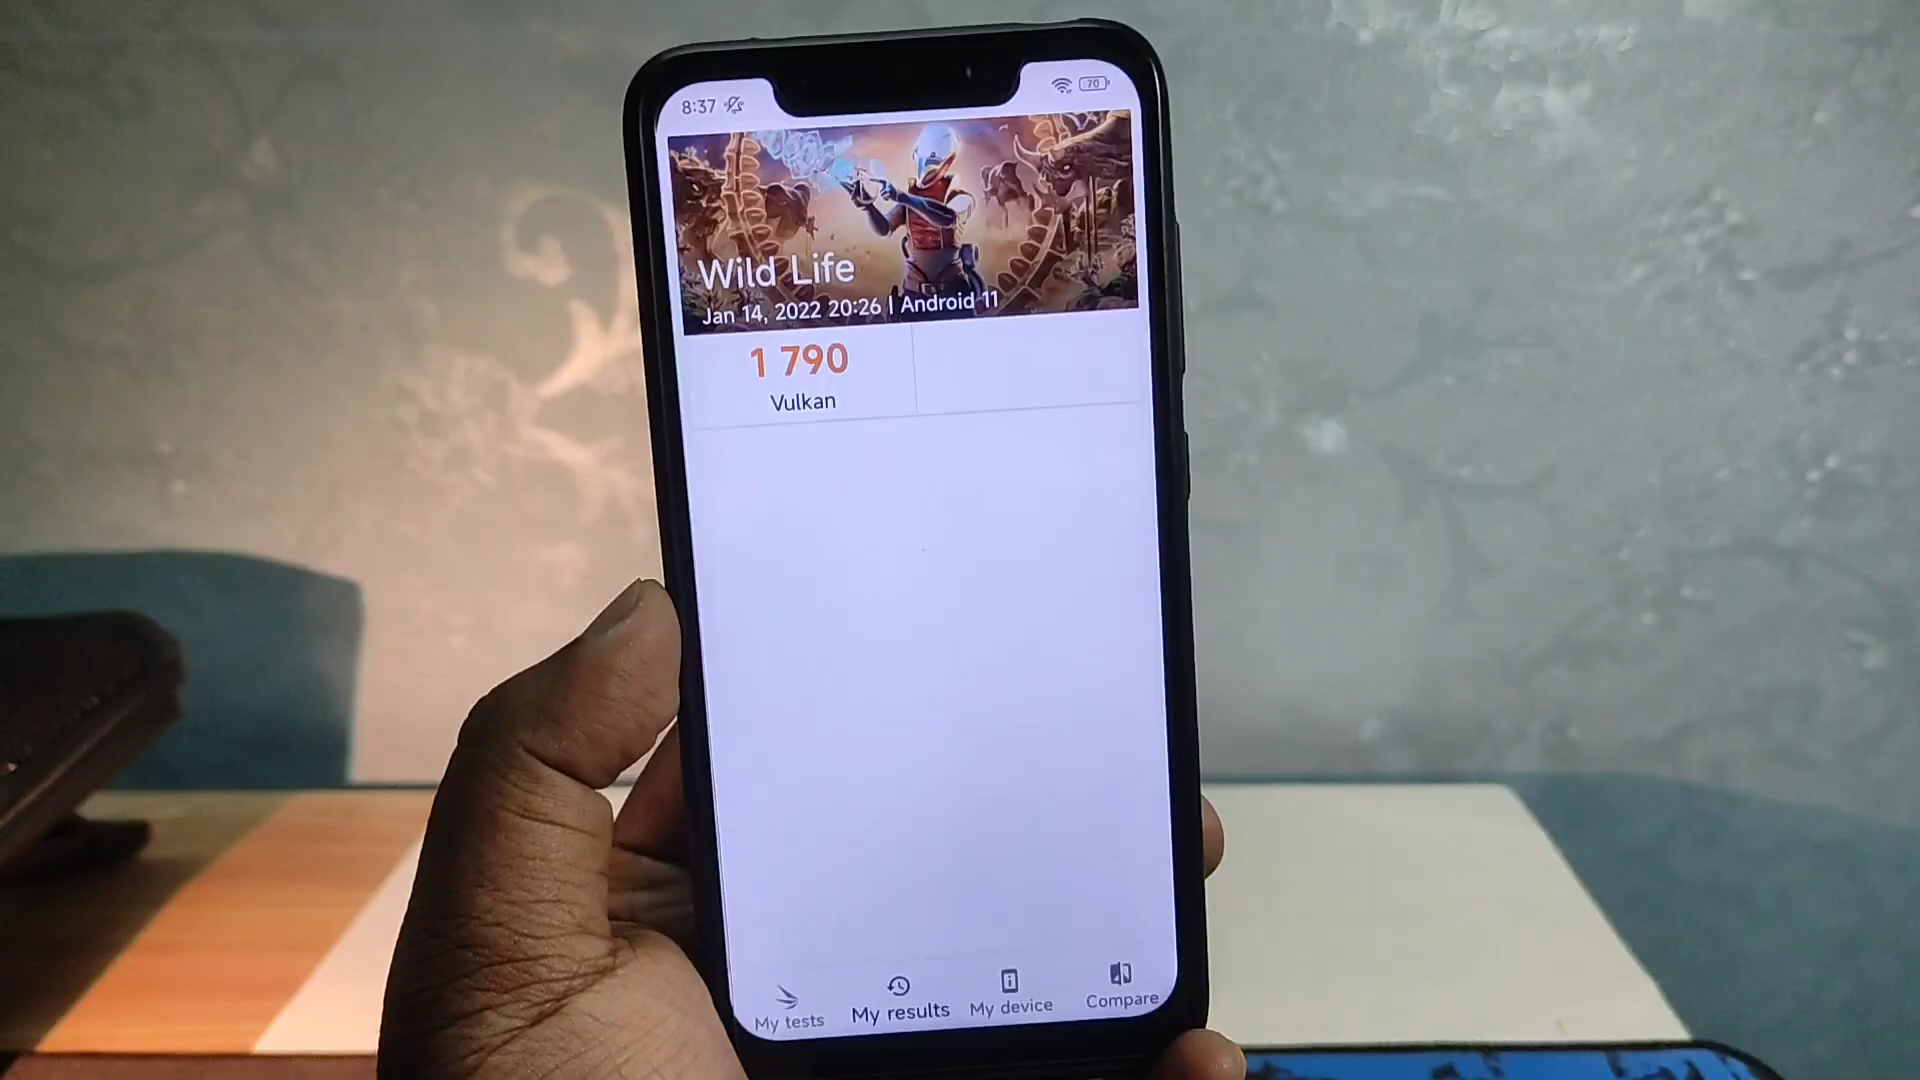 8:37
70
Wild Life
Jan 14, 2022 20:26 | Android 11
1 790
Vulkan
My tests
My results
My device
Compare